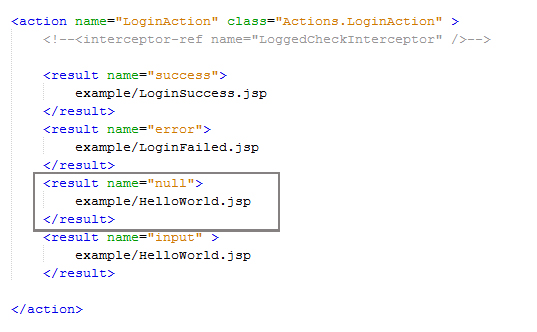 <action name="LoginAction" class="Actions.LoginAction" >
<!--<interceptor-ref name="LoggedCheckInterceptor" />-->
<result name="success">
example/LoginSuccess.jsp
</result>
<result name="error">
example/LoginFailed.jsp
</result>
<result name="null">
example/HelloWorld.jsp
</result>
<result name="input" >
example/HelloWorld.jsp
</result>
</action>